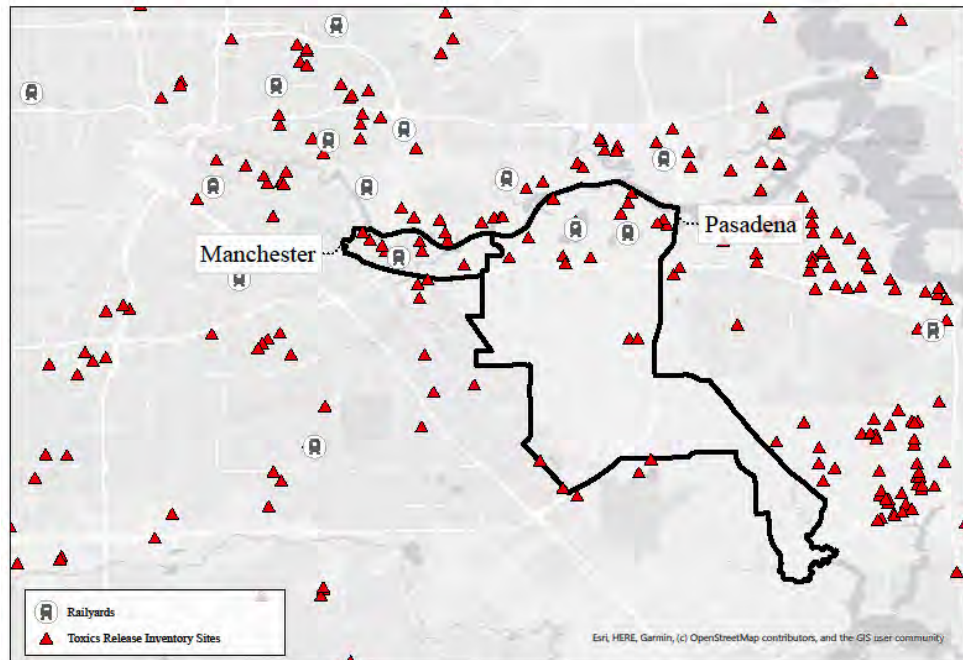 Manchester
Pasadena
Railyards
Toxics Release Inventory Sites
Esri, HERE, Garmin, (c) OpenStreetMap contributors, and the GIS user community